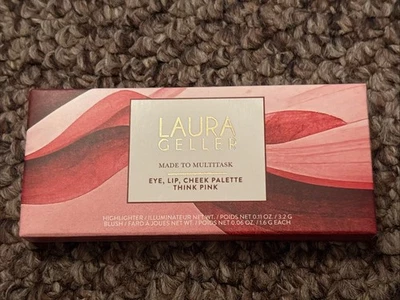 LAURA
GELLER
MADE TO MULTITASK
EYE, LIP, CHEEK PALETTE
THINK PINK
HIGHLIGHTER / ILLUMINATEUR NET WT. / POIDS NET 0.11 OZ. / 3.2 G
BLUSH / FARD À JOUES NET WT. / POIDS NET 0.06 OZ. / 1.6 G EACH